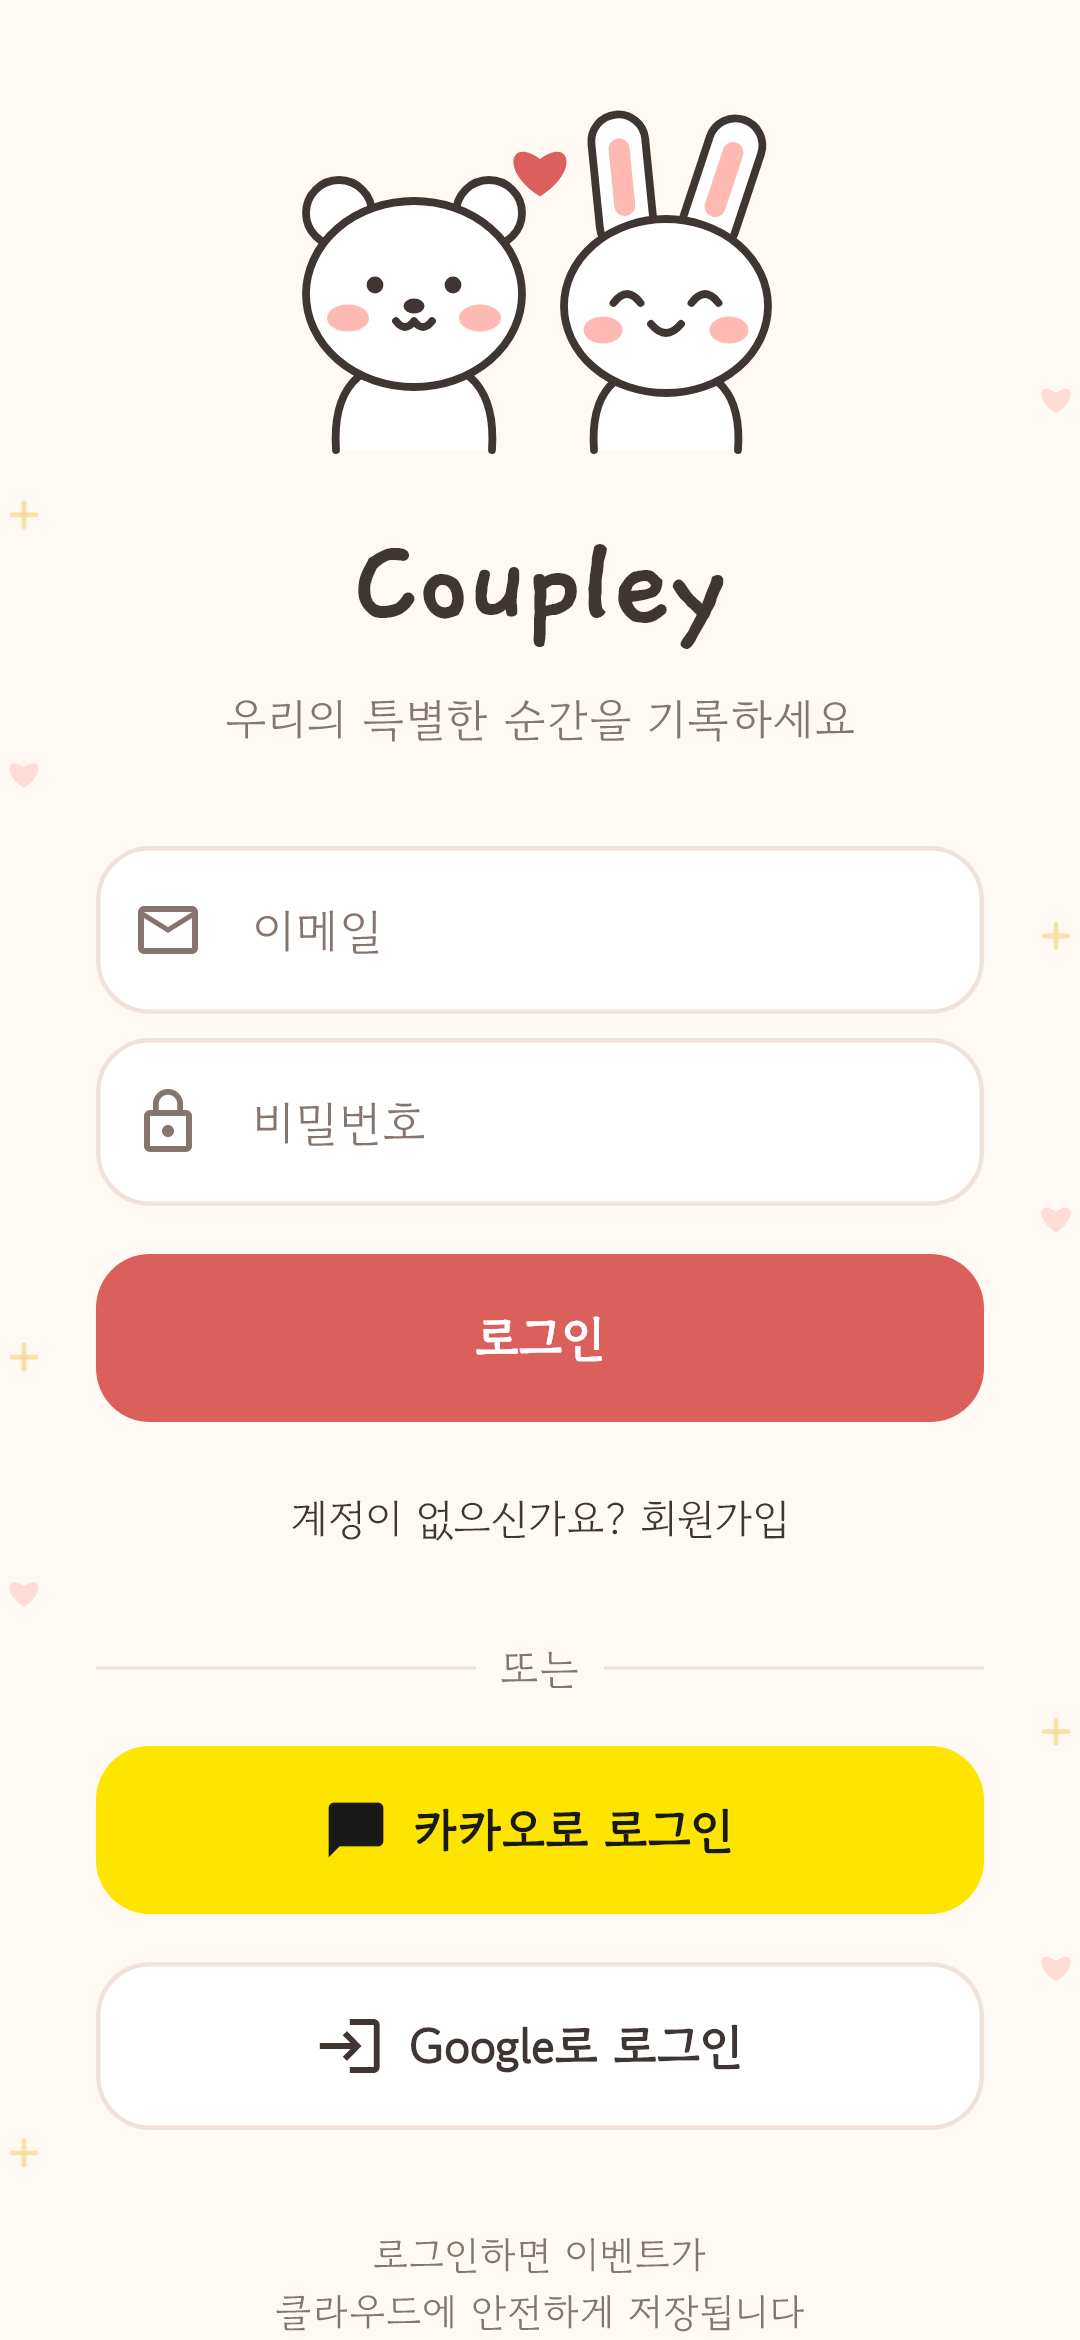 Coupley
우리의 특별한 순간을 기록하세요
이메일
비밀번호
로그인
계정이 없으신가요? 회원가입
또는
카카오로 로그인
Google로 로그인
로그인하면 이벤트가
클라우드에 안전하게 저장됩니다